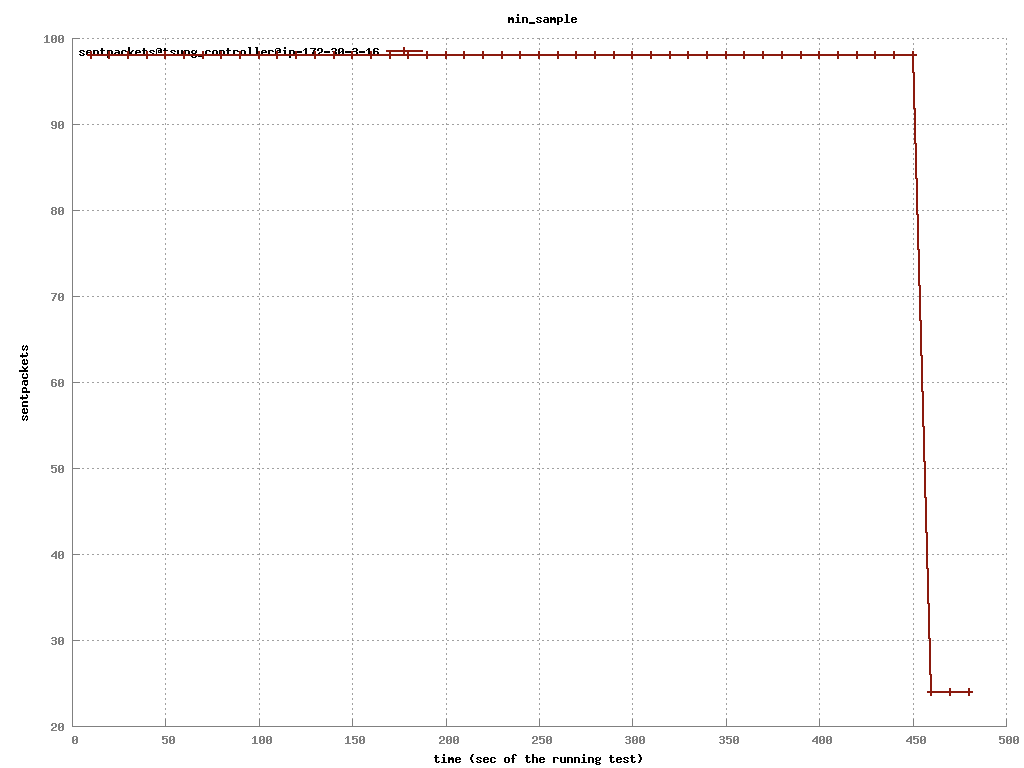 min_sample
100
sentpackets@tsung_controller@ip-172-30-3-16
90
80
70
60
sentpackets
50
40
30
20
0 50 100 150 200 250 300 350 400 450 500
time (sec of the running test)